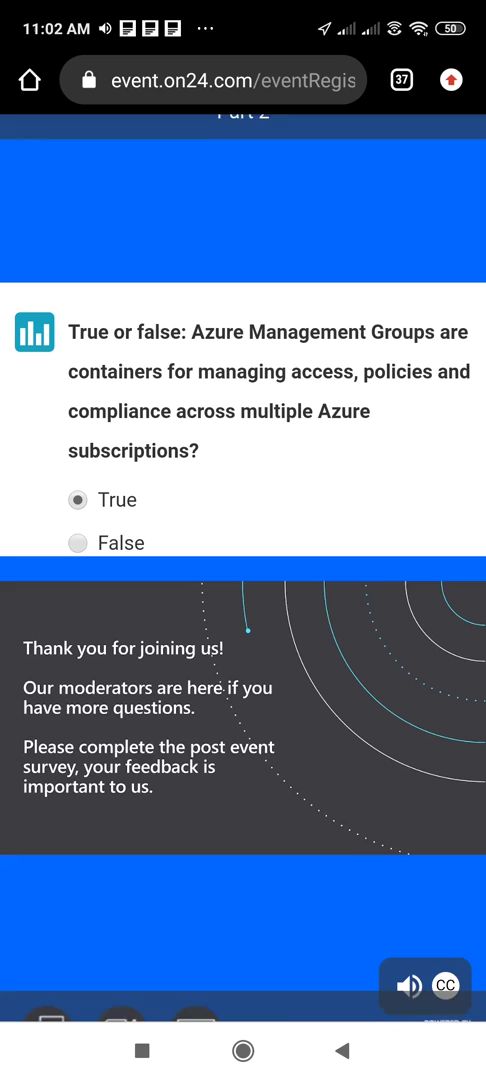 11:02 AM
50
event.on24.com/eventRegis
37
Part 2
True or false: Azure Management Groups are
containers for managing access, policies and
compliance across multiple Azure
subscriptions?
True
False
Thank you for joining us!
Our moderators are here if you
have more questions.
Please complete the post event
survey, your feedback is
important to us.
CC